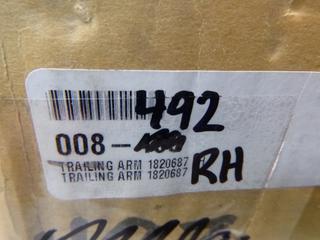 492
008-
TRAILING ARM 1820687
TRAILING ARM 1820687 RH